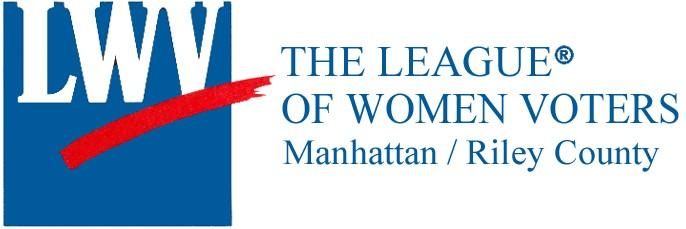 LWV
THE LEAGUE®
OF WOMEN VOTERS
Manhattan / Riley County